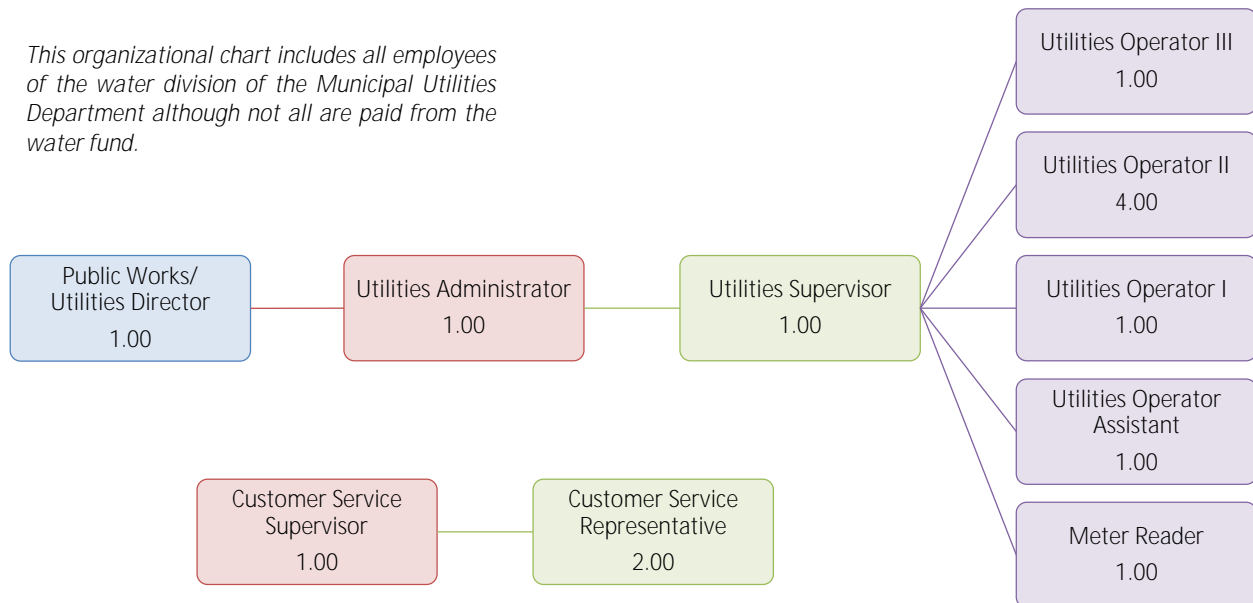 This organizational chart includes all employees
of the water division of the Municipal Utilities
Department although not all are paid from the
water fund.
Public Works/
Utilities Director
1.00
Utilities Administrator
1.00
Utilities Supervisor
1.00
Utilities Operator III
1.00
Utilities Operator II
4.00
Utilities Operator I
1.00
Utilities Operator
Assistant
1.00
Meter Reader
1.00
Customer Service
Supervisor
1.00
Customer Service
Representative
2.00